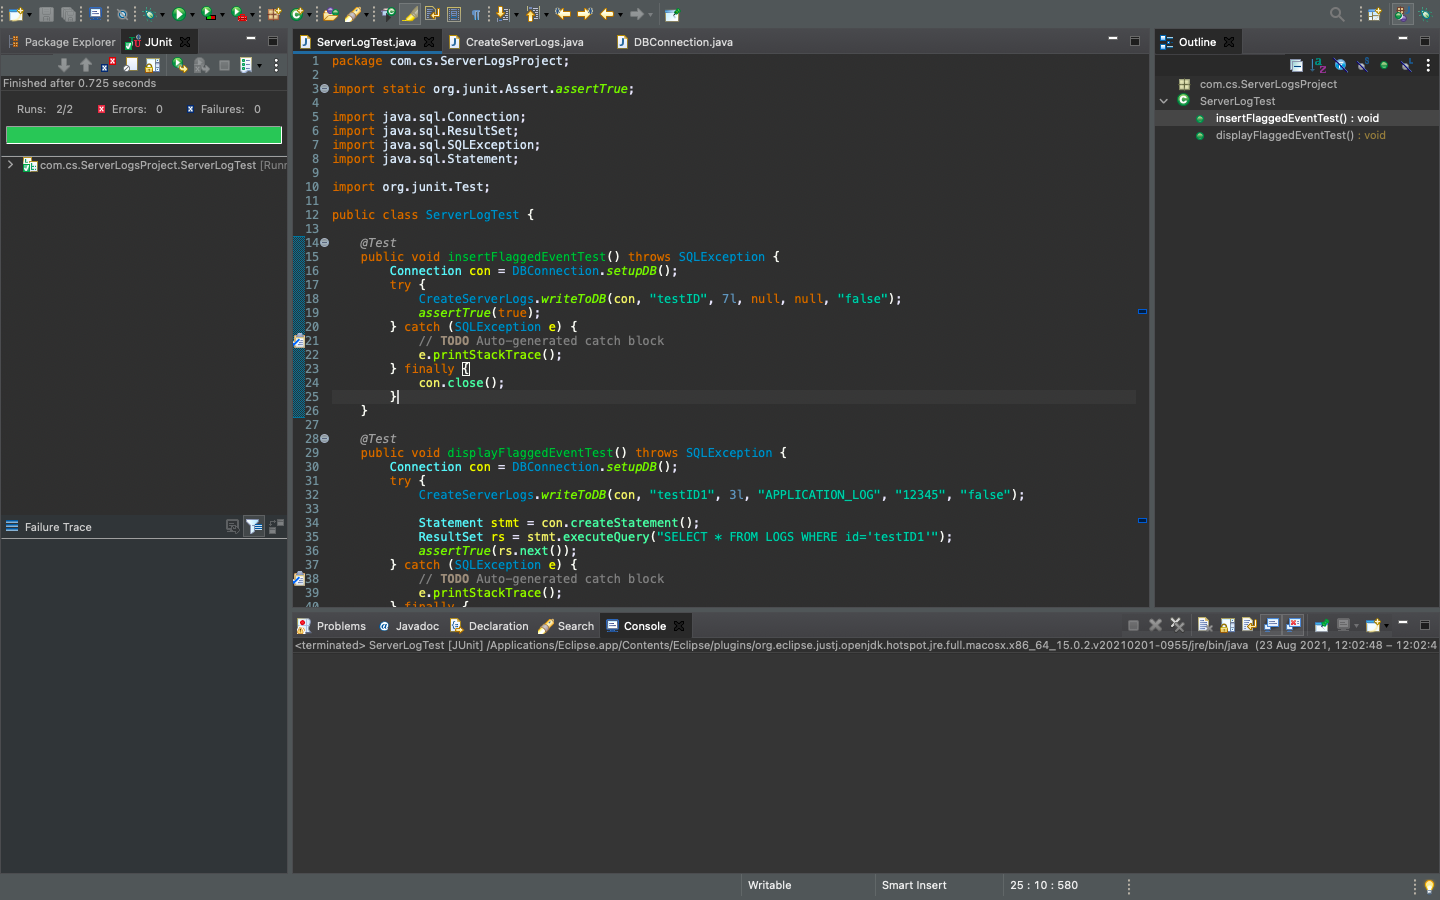 Package Explorer JUnit
Finished after 0.725 seconds
Runs: 2/2 Errors: 0 Failures: 0
com.cs.ServerLogsProject.ServerLogTest [Runr
Failure Trace
ServerLogTest.java CreateServerLogs.java DBConnection.java
1 package com.cs.ServerLogsProject;
2
3 import static org.junit.Assert.assertTrue;
4
5 import java.sql.Connection;
6 import java.sql.ResultSet;
7 import java.sql.SQLException;
8 import java.sql.Statement;
9
10 import org.junit.Test;
11
12 public class ServerLogTest {
13
14 @Test
15 public void insertFlaggedEventTest() throws SQLException {
16 Connection con = DBConnection.setupDB();
17 try {
18 CreateServerLogs.writeToDB(con, "testID", 7l, null, null, "false");
19 assertTrue(true);
20 } catch (SQLException e) {
21 // TODO Auto-generated catch block
22 e.printStackTrace();
23 } finally {
24 con.close();
25 }
26 }
27
28 @Test
29 public void displayFlaggedEventTest() throws SQLException {
30 Connection con = DBConnection.setupDB();
31 try {
32 CreateServerLogs.writeToDB(con, "testID1", 3l, "APPLICATION_LOG", "12345", "false");
33
34 Statement stmt = con.createStatement();
35 ResultSet rs = stmt.executeQuery("SELECT * FROM LOGS WHERE id='testID1'");
36 assertTrue(rs.next());
37 } catch (SQLException e) {
38 // TODO Auto-generated catch block
39 e.printStackTrace();
40 } finally {
Outline
com.cs.ServerLogsProject
ServerLogTest
insertFlaggedEventTest() : void
displayFlaggedEventTest() : void
Problems @ Javadoc Declaration Search Console
<terminated> ServerLogTest [JUnit] /Applications/Eclipse.app/Contents/Eclipse/plugins/org.eclipse.justj.openjdk.hotspot.jre.full.macosx.x86_64_15.0.2.v20210201-0955/jre/bin/java (23 Aug 2021, 12:02:48 – 12:02:4
Writable Smart Insert 25 : 10 : 580